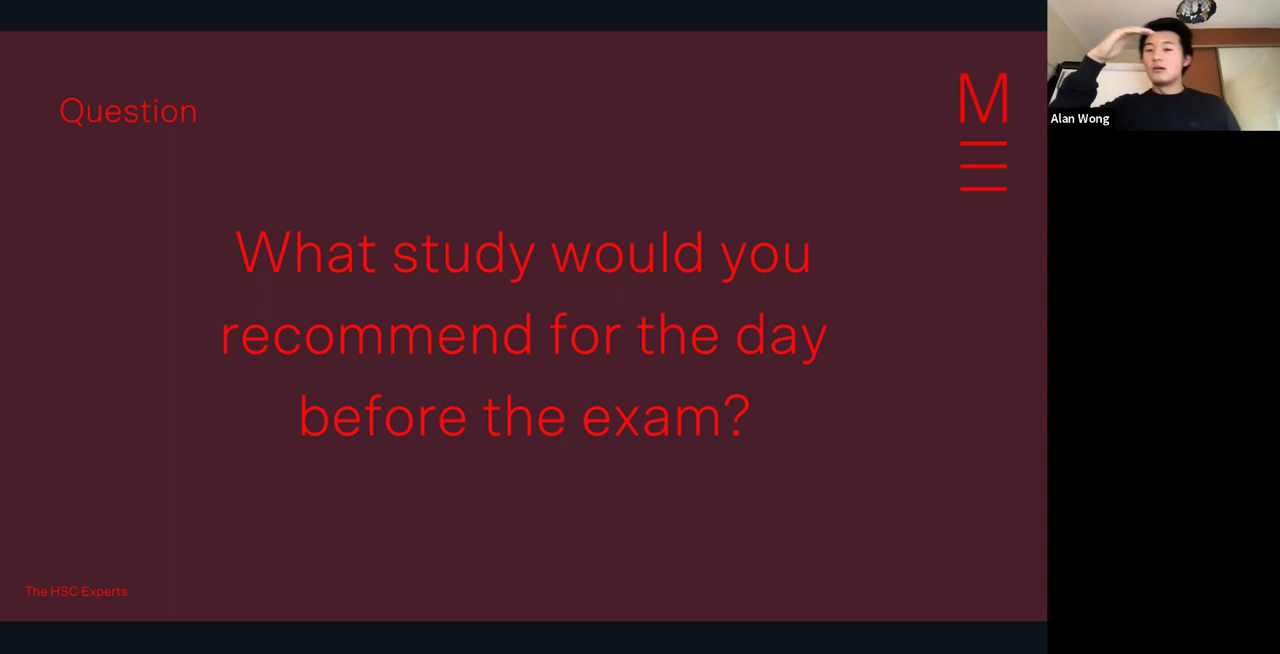 Question
M
What study would you
recommend for the day
before the exam?
The HSC Experts
Alan Wong